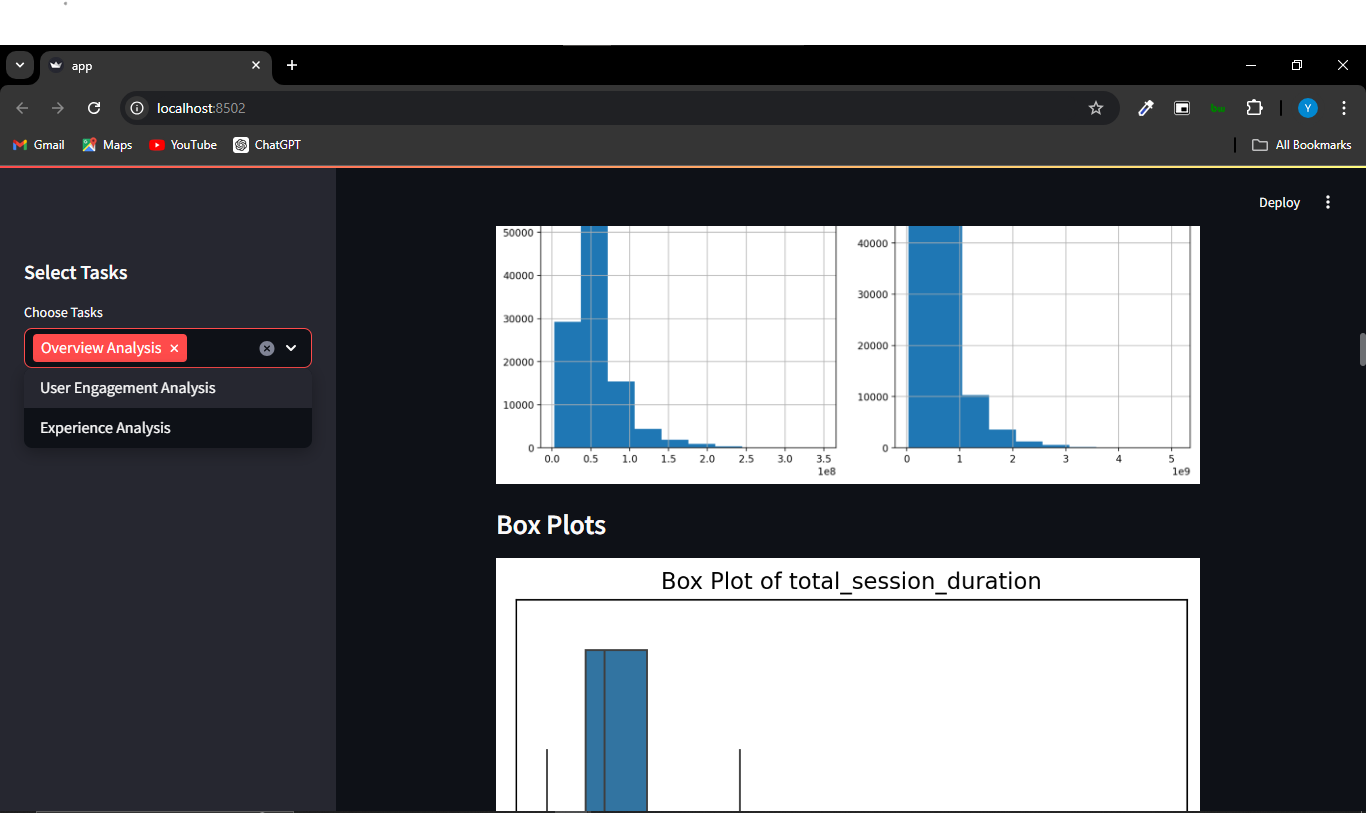 app
localhost:8502
Gmail Maps YouTube ChatGPT All Bookmarks
Deploy
Select Tasks
Choose Tasks
Overview Analysis
User Engagement Analysis
Experience Analysis
50000
40000
30000
20000
10000
0
0.0 0.5 1.0 1.5 2.0 2.5 3.0 3.5
1e8
40000
30000
20000
10000
0
0 1 2 3 4 5
1e9
Box Plots
Box Plot of total_session_duration
Y
bw